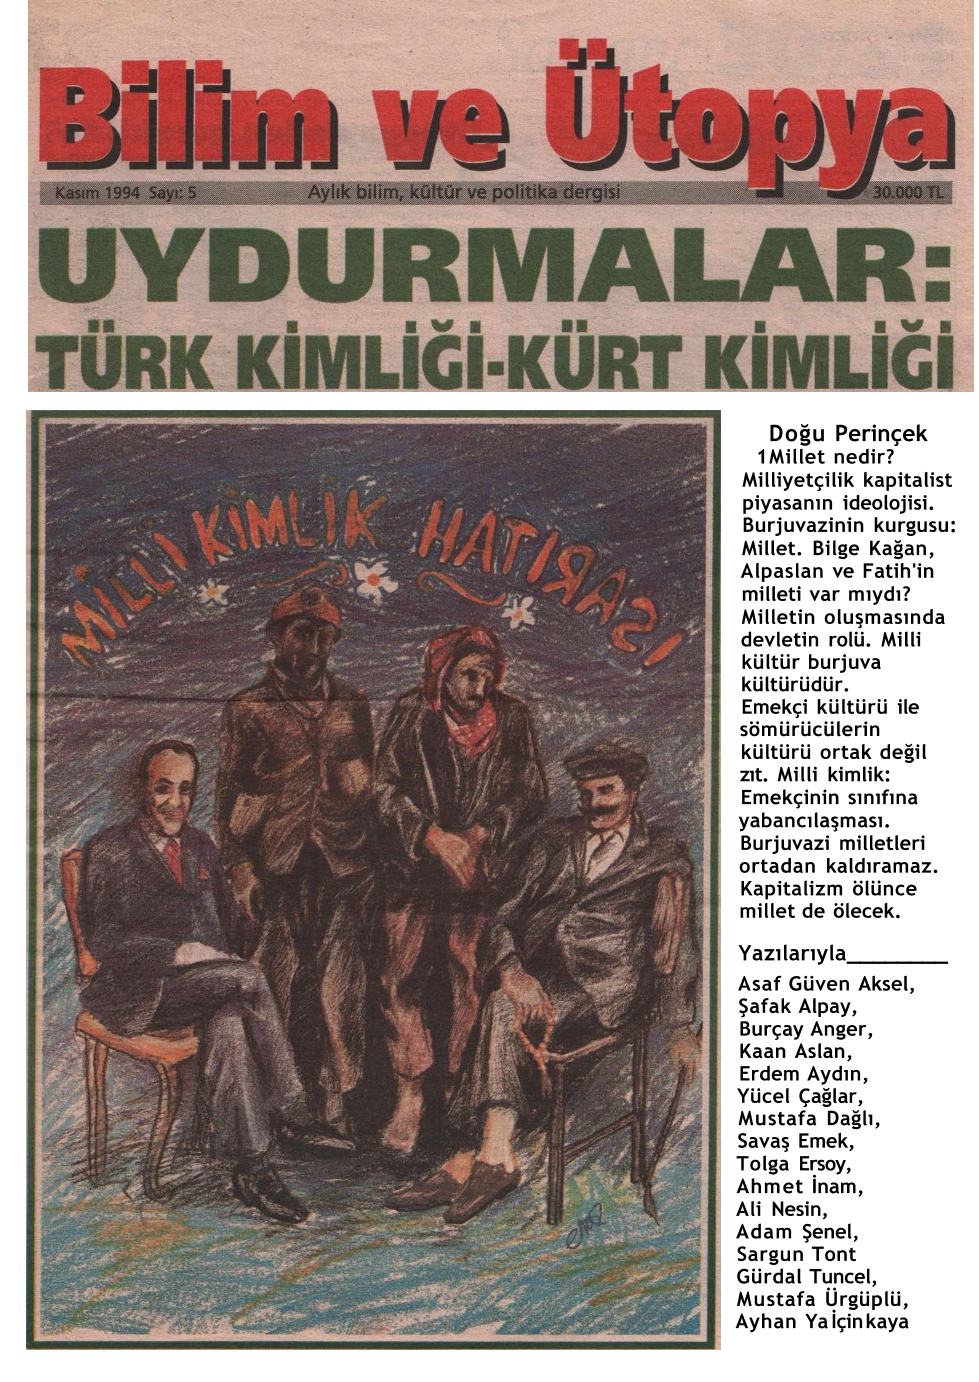 Bilim ve Ütopya
Kasım 1994 Sayı: 5 Aylık bilim, kültür ve politika dergisi 30.000 TL
UYDURMALAR:
TÜRK KİMLİĞİ-KÜRT KİMLİĞİ
MİLLİ KİMLİK HATIRASI
Doğu Perinçek
1Millet nedir?
Milliyetçilik kapitalist
piyasanın ideolojisi.
Burjuvazinin kurgusu:
Millet. Bilge Kağan,
Alpaslan ve Fatih'in
milleti var mıydı?
Milletin oluşmasında
devletin rolü. Milli
kültür burjuva
kültürüdür.
Emekçi kültürü ile
sömürücülerin
kültürü ortak değil
zıt. Milli kimlik:
Emekçinin sınıfına
yabancılaşması.
Burjuvazi milletleri
ortadan kaldıramaz.
Kapitalizm ölünce
millet de ölecek.
Yazılarıyla________
Asaf Güven Aksel,
Şafak Alpay,
Burçay Anger,
Kaan Aslan,
Erdem Aydın,
Yücel Çağlar,
Mustafa Dağlı,
Savaş Emek,
Tolga Ersoy,
Ahmet İnam,
Ali Nesin,
Adam Şenel,
Sargun Tont
Gürdal Tuncel,
Mustafa Ürgüplü,
Ayhan Yaİçinkaya